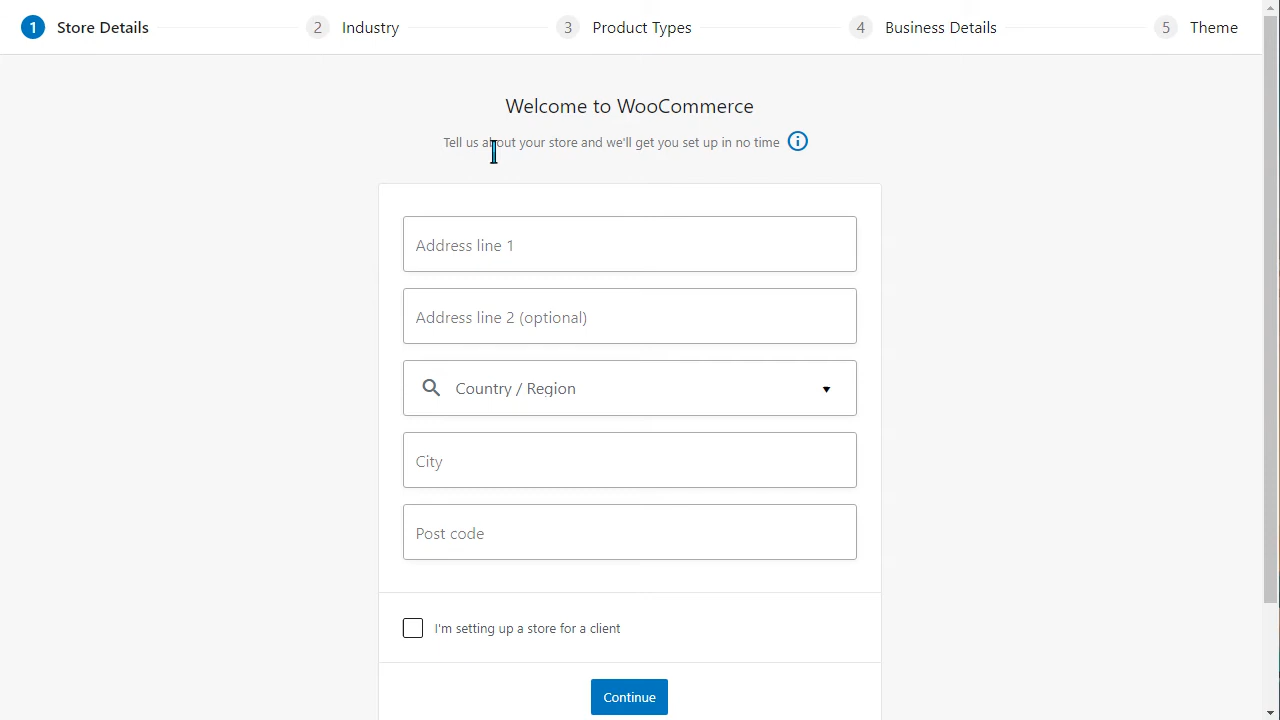 1 Store Details 2 Industry 3 Product Types 4 Business Details 5 Theme
Welcome to WooCommerce
Tell us about your store and we'll get you set up in no time
Address line 1
Address line 2 (optional)
Country / Region
City
Post code
I'm setting up a store for a client
Continue